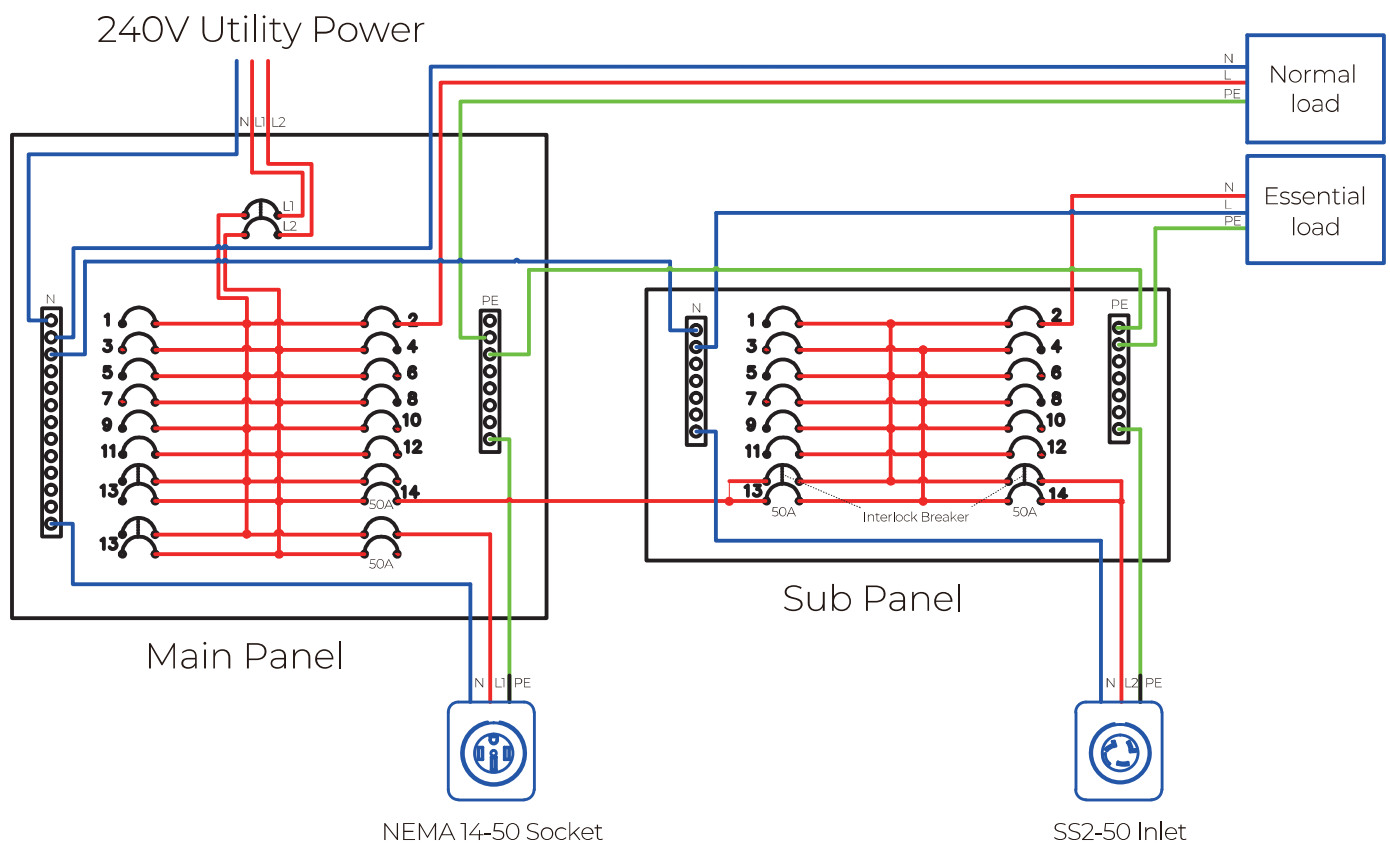 240V Utility Power
N L1 L2
N
L
PE
Normal
load
N
L
PE
Essential
load
L1
L2
N
PE
1 2
3 4
5 6
7 8
9 10
11 12
13 14
50A
13
50A
N
PE
1 2
3 4
5 6
7 8
9 10
11 12
13 14
50A Interlock Breaker 50A
Main Panel
Sub Panel
N L1 PE
N L2 PE
NEMA 14-50 Socket
SS2-50 Inlet